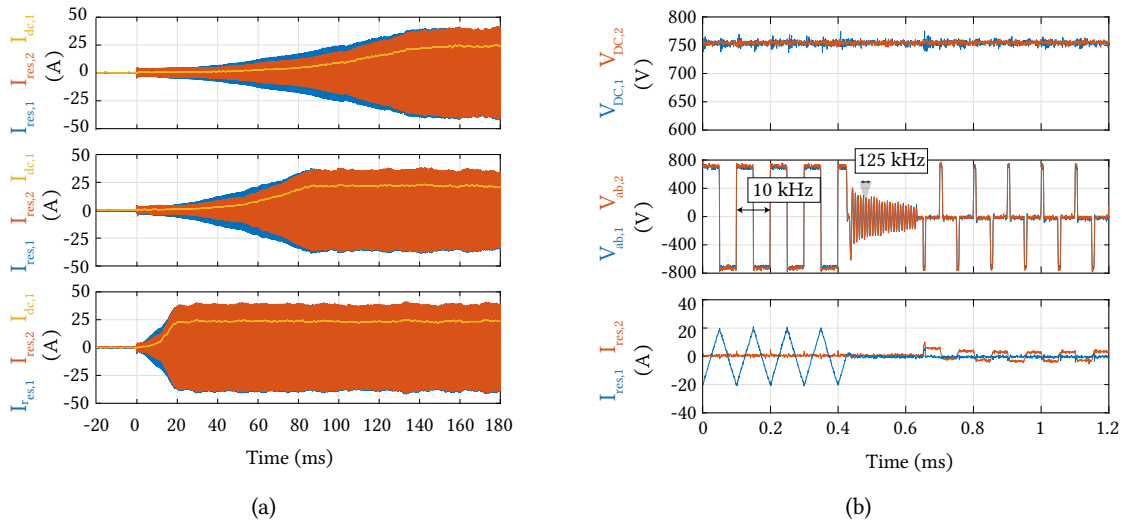 I_res,1 I_res,2 I_dc,1
(A)
50
25
0
-25
-50
I_res,1 I_res,2 I_dc,1
(A)
50
25
0
-25
-50
I_res,1 I_res,2 I_dc,1
(A)
50
25
0
-25
-50
-20 0 20 40 60 80 100 120 140 160 180
Time (ms)
(a)
V_DC,1 V_DC,2
(V)
800
750
700
650
600
V_ab,1 V_ab,2
(V)
800
400
0
-400
-800
125 kHz
10 kHz
I_res,1 I_res,2
(A)
40
20
0
-20
-40
0 0.2 0.4 0.6 0.8 1 1.2
Time (ms)
(b)